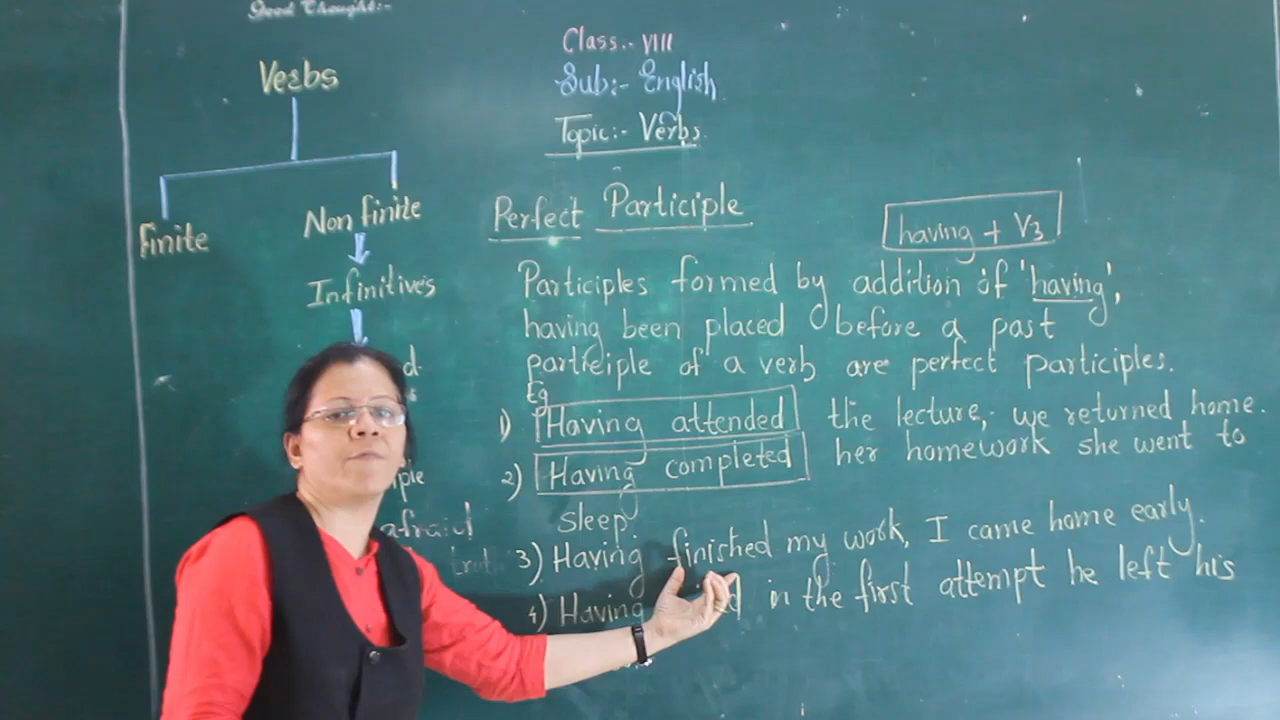 Good Thought:-
Class:- VIII
Sub:- English
Topic:- Verbs
Verbs
Finite
Non finite
Infinitives
Perfect Participle
having + V3
Participles formed by addition of 'having',
having been placed before a past
participle of a verb are perfect participles.
Eg
1) Having attended the lecture, we returned home.
2) Having completed her homework she went to
sleep.
3) Having finished my work, I came home early.
4) Having in the first attempt he left his
afraid